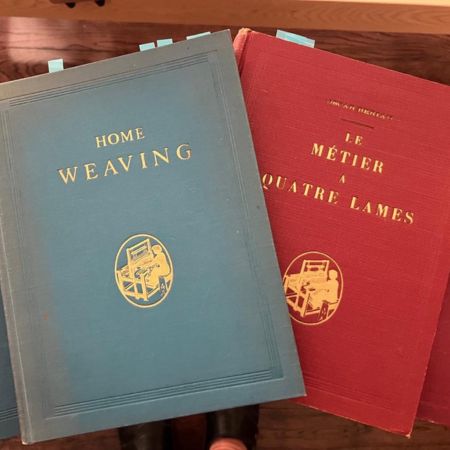 HOME
WEAVING
LE
MÉTIER
A
QUATRE LAMES